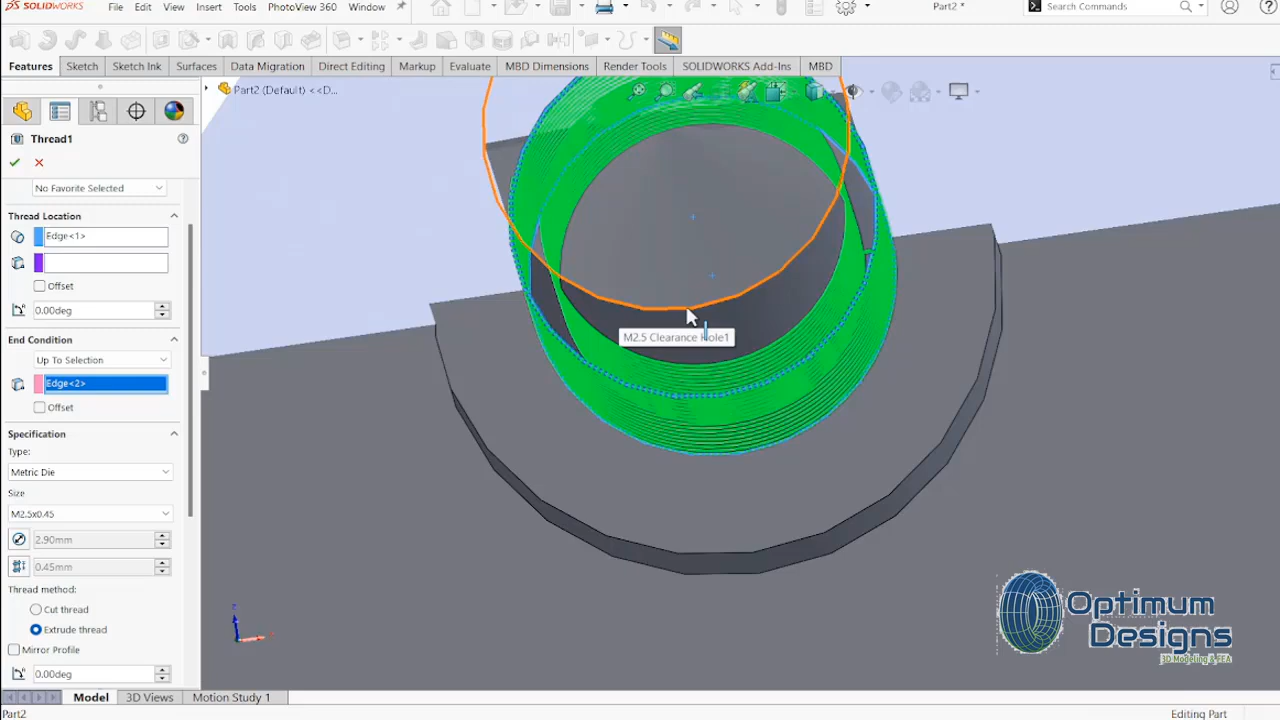 SOLIDWORKS File Edit View Insert Tools PhotoView 360 Window Part2 * Search Commands
Features Sketch Sketch Ink Surfaces Data Migration Direct Editing Markup Evaluate MBD Dimensions Render Tools SOLIDWORKS Add-Ins MBD
Part2 (Default) <<D...
Thread1
No Favorite Selected
Thread Location
Edge<1>
Offset
0.00deg
End Condition
Up To Selection
Edge<2>
Offset
Specification
Type:
Metric Die
Size
M2.5x0.45
2.90mm
0.45mm
Thread method:
Cut thread
Extrude thread
Mirror Profile
0.00deg
M2.5 Clearance Hole1
Optimum
Designs
3D Modeling & FEA
Model 3D Views Motion Study 1
Part2 Editing Part